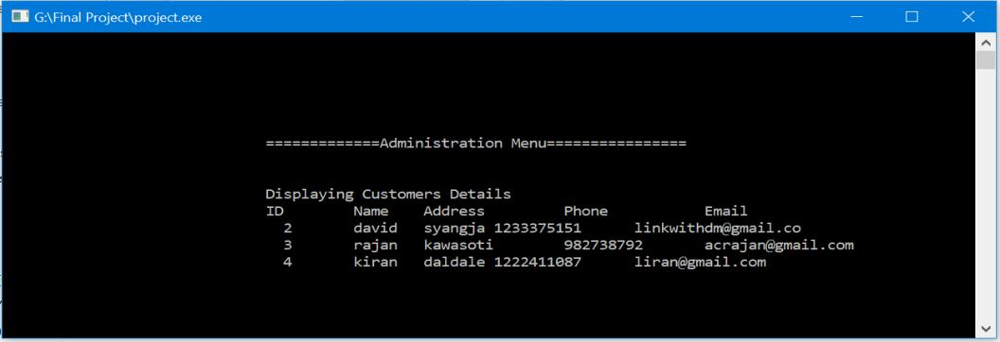 G:\Final Project\project.exe
=============Administration Menu================
Displaying Customers Details
ID Name Address Phone Email
2 david syangja 1233375151 linkwithdm@gmail.co
3 rajan kawasoti 982738792 acrajan@gmail.com
4 kiran daldale 1222411087 liran@gmail.com